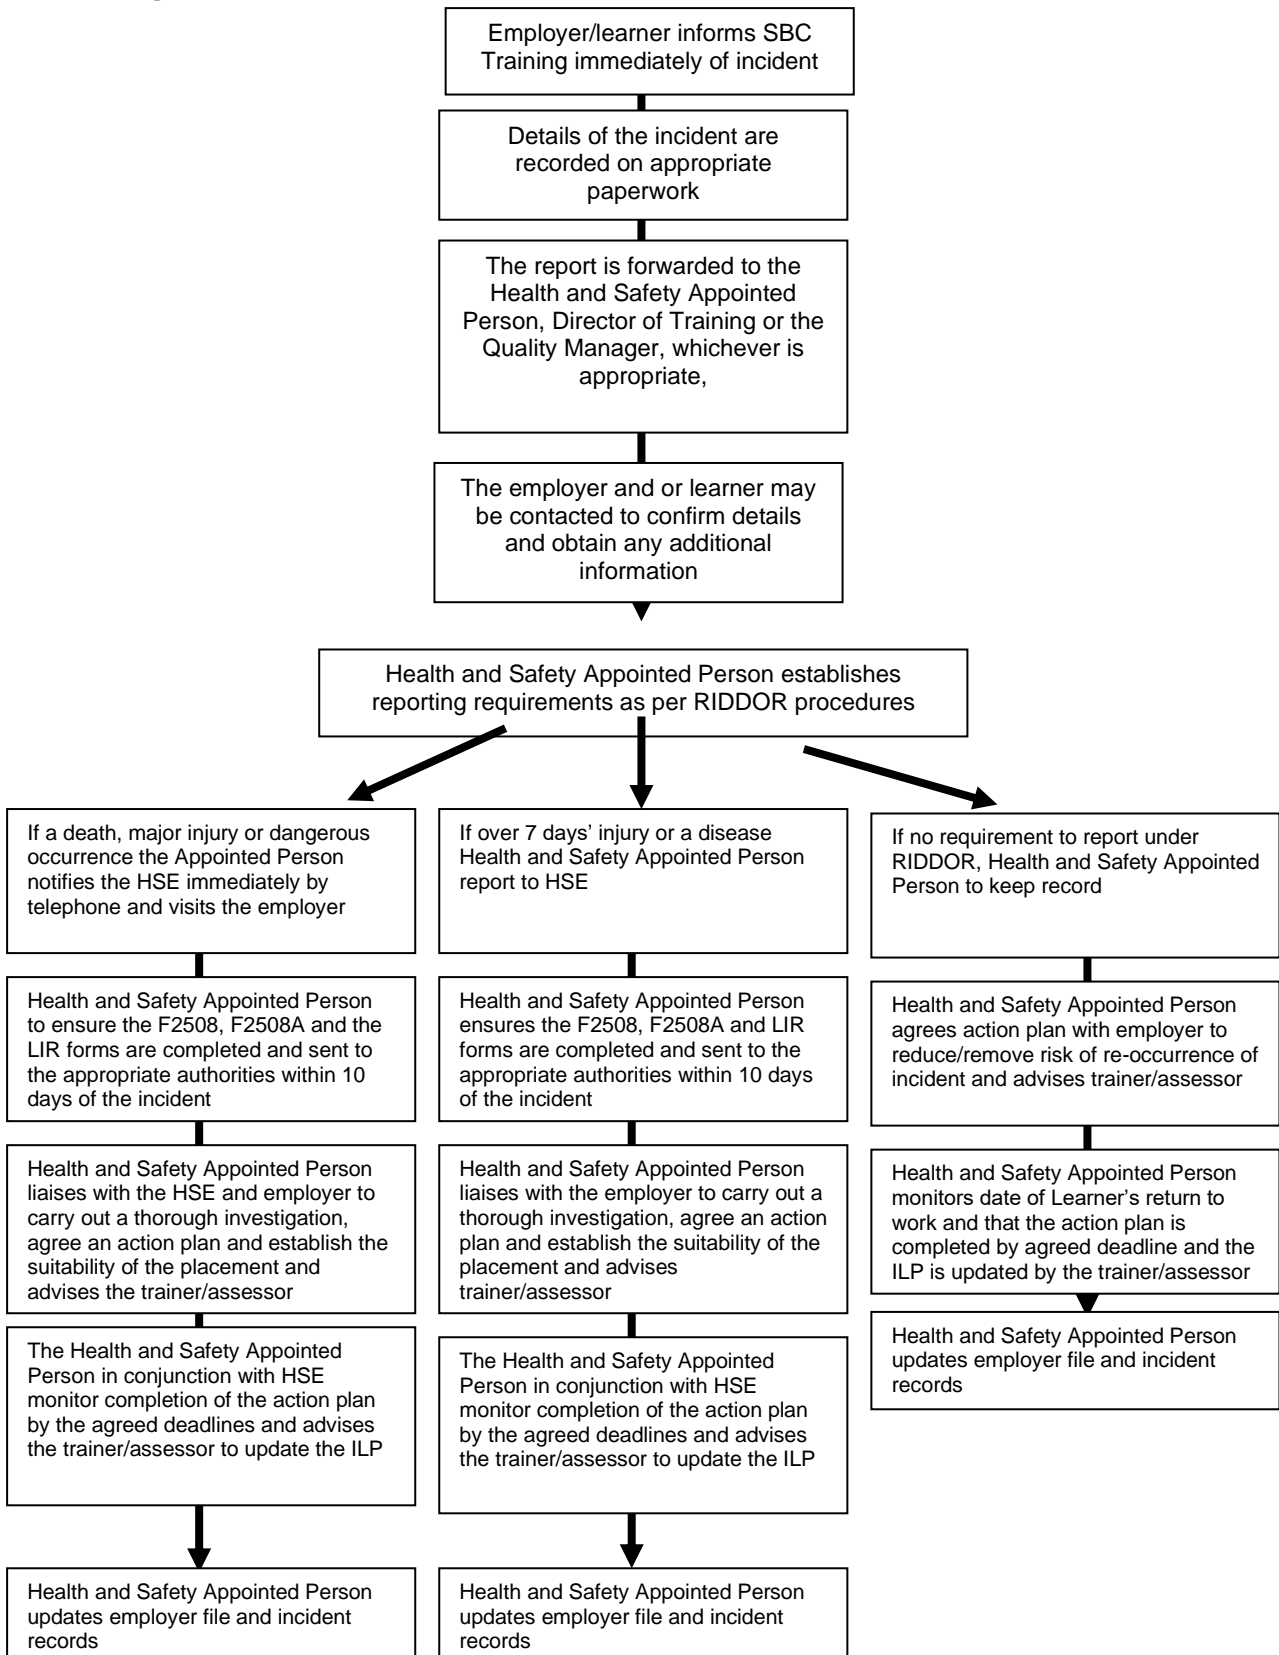 Employer/learner informs SBC
Training immediately of incident
Details of the incident are
recorded on appropriate
paperwork
The report is forwarded to the
Health and Safety Appointed
Person, Director of Training or the
Quality Manager, whichever is
appropriate,
The employer and or learner may
be contacted to confirm details
and obtain any additional
information
Health and Safety Appointed Person establishes
reporting requirements as per RIDDOR procedures
If a death, major injury or dangerous
occurrence the Appointed Person
notifies the HSE immediately by
telephone and visits the employer
Health and Safety Appointed Person
to ensure the F2508, F2508A and the
LIR forms are completed and sent to
the appropriate authorities within 10
days of the incident
Health and Safety Appointed Person
liaises with the HSE and employer to
carry out a thorough investigation,
agree an action plan and establish the
suitability of the placement and
advises the trainer/assessor
The Health and Safety Appointed
Person in conjunction with HSE
monitor completion of the action plan
by the agreed deadlines and advises
the trainer/assessor to update the ILP
Health and Safety Appointed Person
updates employer file and incident
records
If over 7 days' injury or a disease
Health and Safety Appointed Person
report to HSE
Health and Safety Appointed Person
ensures the F2508, F2508A and LIR
forms are completed and sent to the
appropriate authorities within 10 days
of the incident
Health and Safety Appointed Person
liaises with the employer to carry out a
thorough investigation, agree an action
plan and establish the suitability of the
placement and advises
trainer/assessor
The Health and Safety Appointed
Person in conjunction with HSE
monitor completion of the action plan
by the agreed deadlines and advises
the trainer/assessor to update the ILP
Health and Safety Appointed Person
updates employer file and incident
records
If no requirement to report under
RIDDOR, Health and Safety Appointed
Person to keep record
Health and Safety Appointed Person
agrees action plan with employer to
reduce/remove risk of re-occurrence of
incident and advises trainer/assessor
Health and Safety Appointed Person
monitors date of Learner's return to
work and that the action plan is
completed by agreed deadline and the
ILP is updated by the trainer/assessor
Health and Safety Appointed Person
updates employer file and incident
records